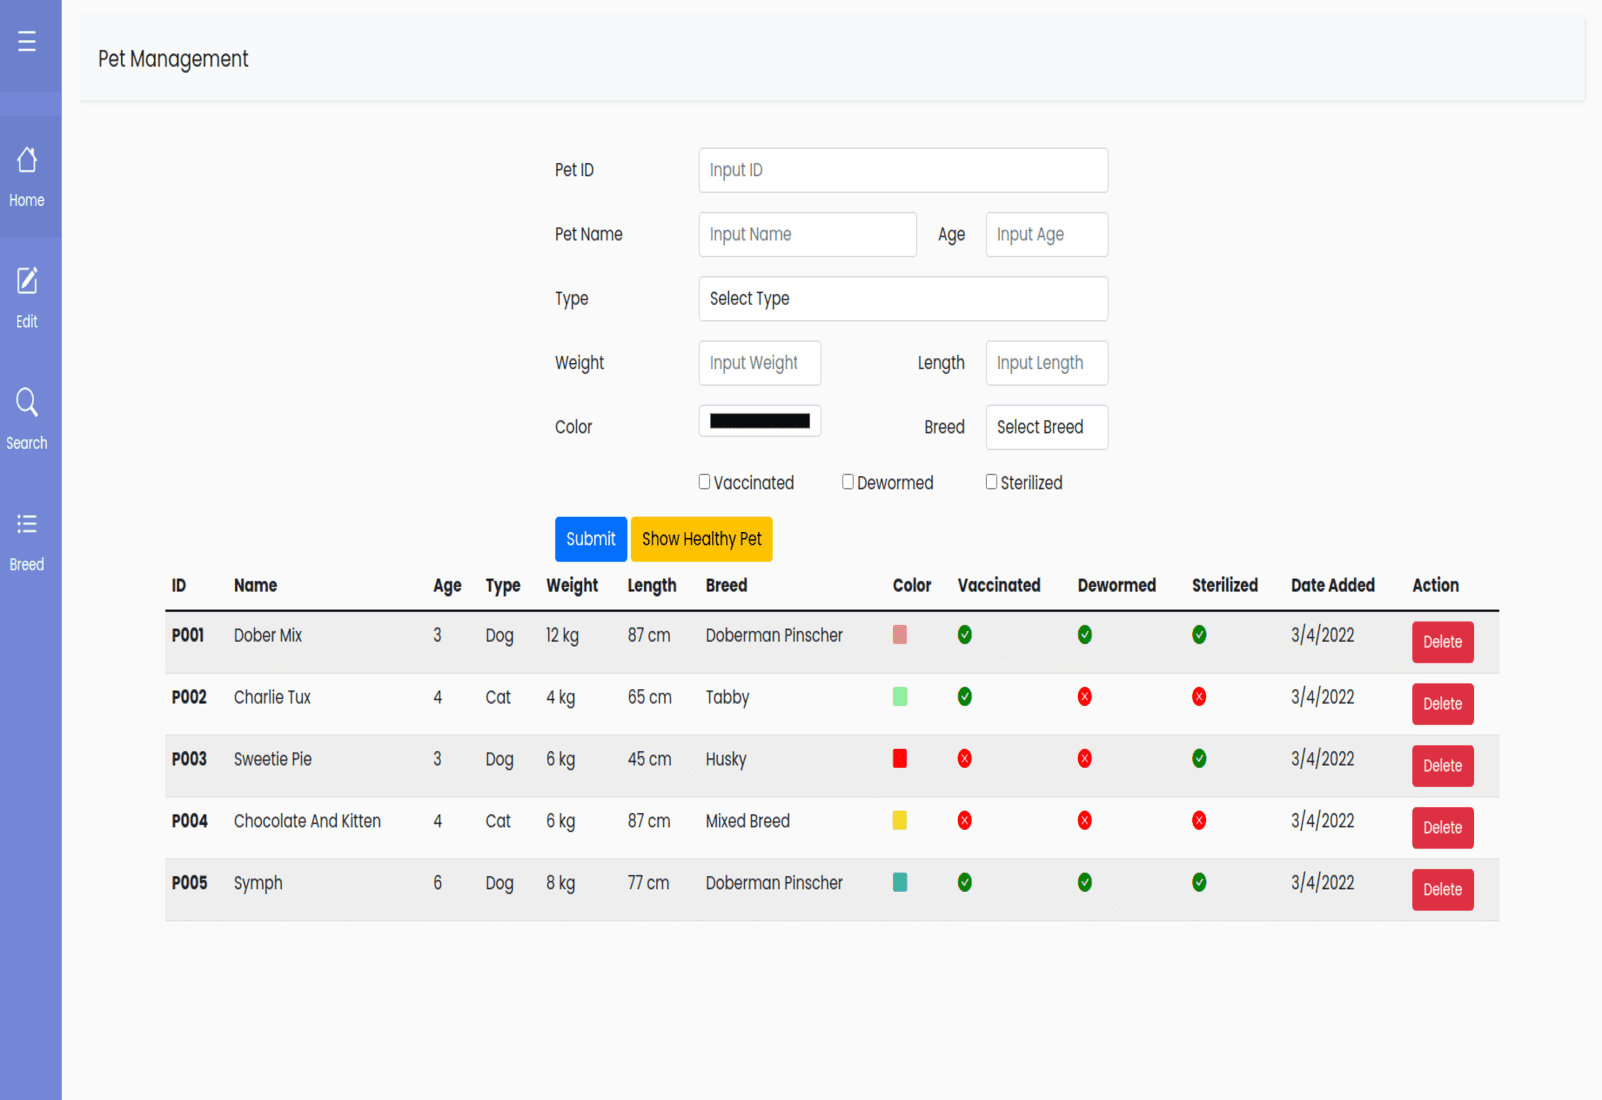 Pet Management
Home
Edit
Search
Breed
Pet ID Input ID
Pet Name Input Name Age Input Age
Type Select Type
Weight Input Weight Length Input Length
Color Breed Select Breed
Vaccinated Dewormed Sterilized
Submit Show Healthy Pet
ID Name Age Type Weight Length Breed Color Vaccinated Dewormed Sterilized Date Added Action
P001 Dober Mix 3 Dog 12 kg 87 cm Doberman Pinscher 3/4/2022 Delete
P002 Charlie Tux 4 Cat 4 kg 65 cm Tabby 3/4/2022 Delete
P003 Sweetie Pie 3 Dog 6 kg 45 cm Husky 3/4/2022 Delete
P004 Chocolate And Kitten 4 Cat 6 kg 87 cm Mixed Breed 3/4/2022 Delete
P005 Symph 6 Dog 8 kg 77 cm Doberman Pinscher 3/4/2022 Delete